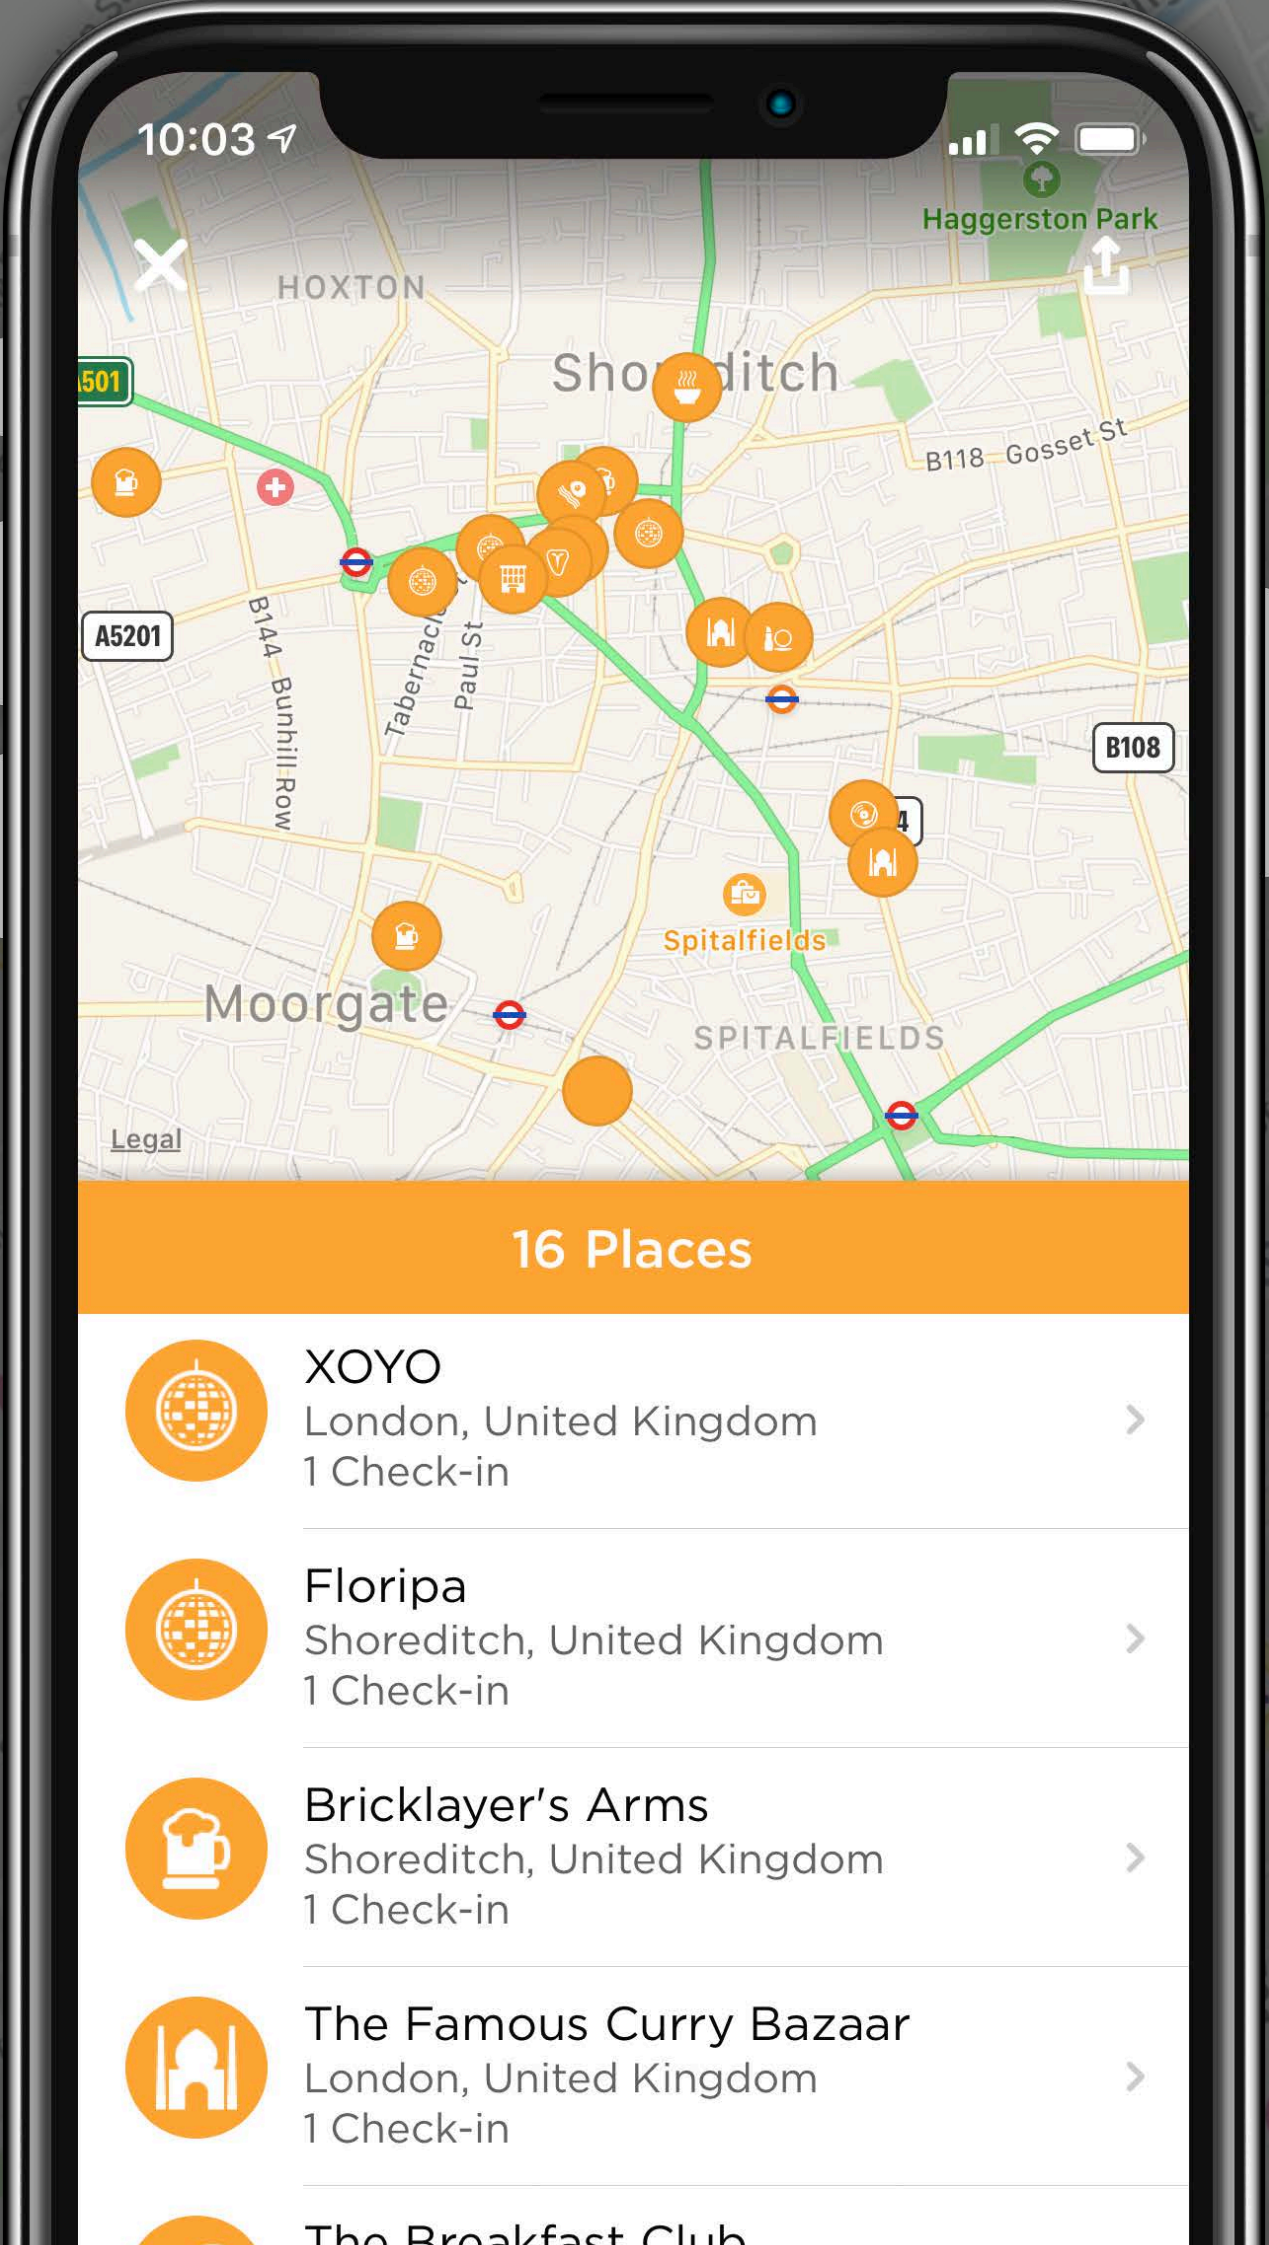 10:03
Haggerston Park
HOXTON
Shoreditch
A501
B118 Gosset St
A5201
B144 Bunhill Row
Tabernacle St
Paul St
B108
4
Spitalfields
Moorgate
SPITALFIELDS
Legal
16 Places
XOYO
London, United Kingdom
1 Check-in
Floripa
Shoreditch, United Kingdom
1 Check-in
Bricklayer's Arms
Shoreditch, United Kingdom
1 Check-in
The Famous Curry Bazaar
London, United Kingdom
1 Check-in
The Breakfast Club